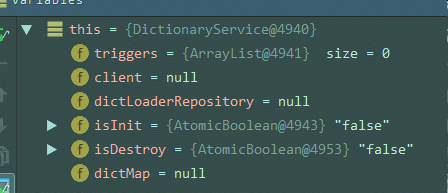 Variables
this = {DictionaryService@4940}
f triggers = {ArrayList@4941} size = 0
f client = null
f dictLoaderRepository = null
f isInit = {AtomicBoolean@4943} "false"
f isDestroy = {AtomicBoolean@4953} "false"
f dictMap = null